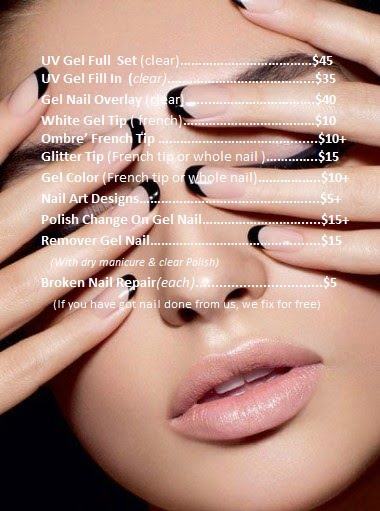 UV Gel Full Set (clear)....................................$45
UV Gel Fill In (clear).........................................$35
Gel Nail Overlay (clear)....................................$40
White Gel Tip ( french)....................................$10
Ombre’ French Tip ............................................$10+
Glitter Tip (French tip or whole nail )..............$15
Gel Color (French tip or whole nail).................$10+
Nail Art Designs..............................................$5+
Polish Change On Gel Nail................................$15+
Remover Gel Nail...............................................$15
(With dry manicure & clear Polish)
Broken Nail Repair(each)...................................$5
(If you have got nail done from us, we fix for free)